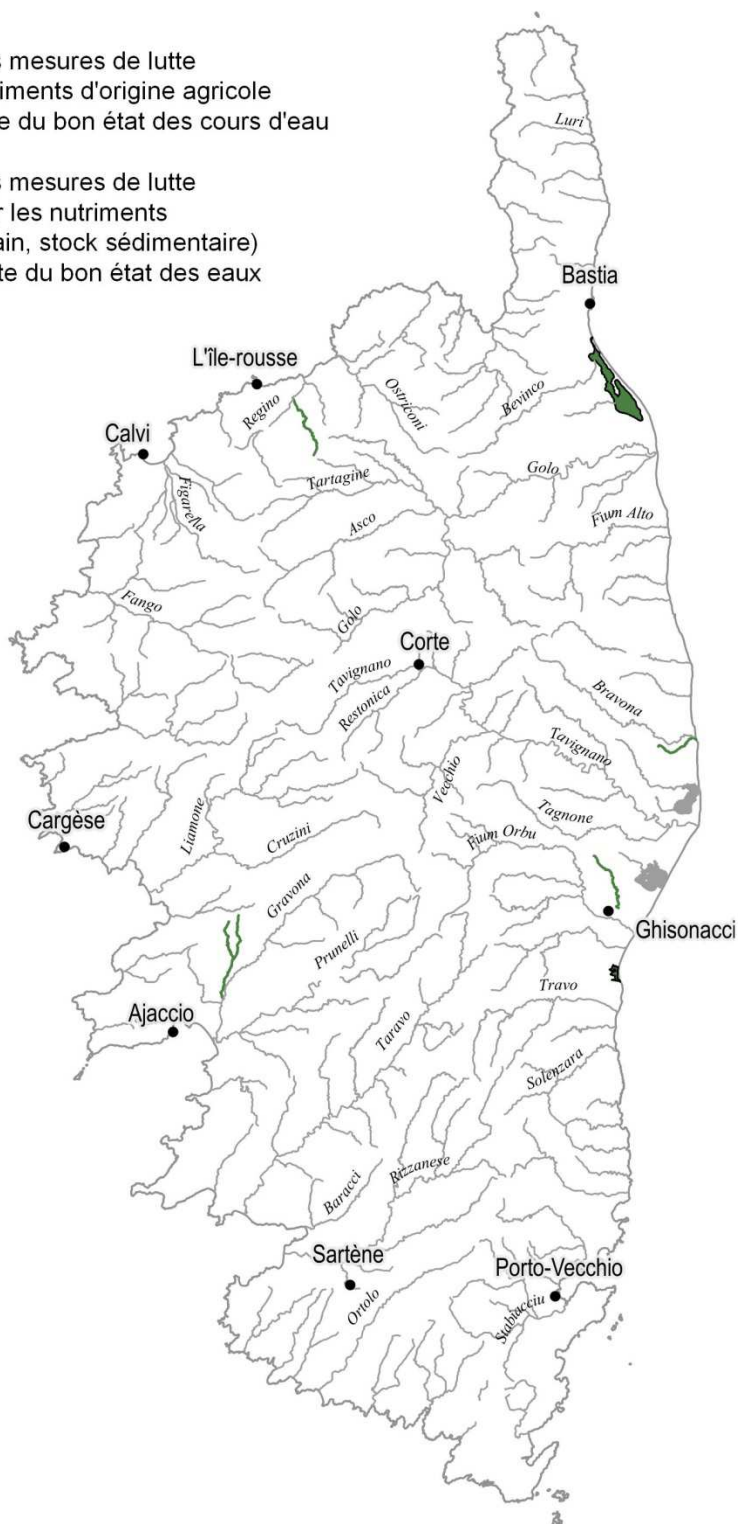 s mesures de lutte
iments d'origine agricole
e du bon état des cours d'eau
s mesures de lutte
r les nutriments
ain, stock sédimentaire)
te du bon état des eaux
Luri
Bastia
L'île-rousse
Regino
Ostriconi
Bevinco
Calvi
Figarella
Tartagine
Golo
Asco
Fium Alto
Fango
Golo
Corte
Tavignano
Restonica
Bravona
Tavignano
Vecchio
Tagnone
Cargèse
Liamone
Cruzini
Fium Orbu
Gravona
Prunelli
Ghisonacci
Travo
Ajaccio
Taravo
Solenzara
Baracci
Rizzanese
Sartène
Porto-Vecchio
Ortolo
Stabiacciu